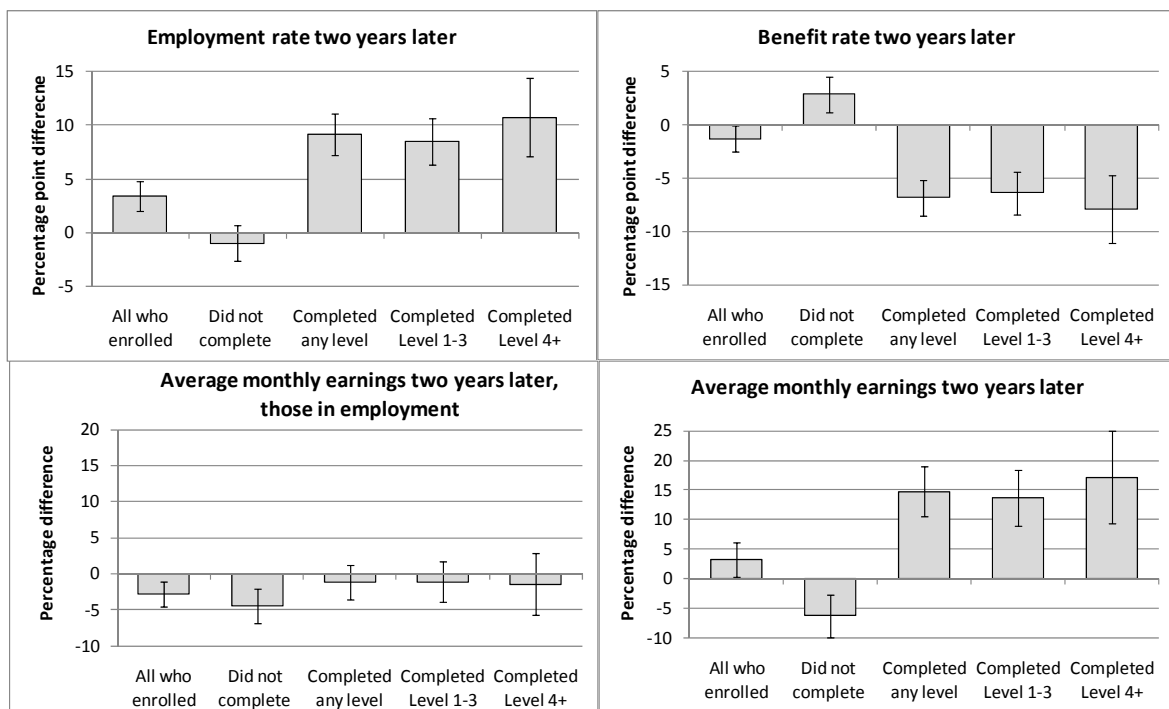 Employment rate two years later
Percentage point differecne
15
10
5
0
-5
All who enrolled
Did not complete
Completed any level
Completed Level 1-3
Completed Level 4+
Benefit rate two years later
Percentage point difference
5
0
-5
-10
-15
All who enrolled
Did not complete
Completed any level
Completed Level 1-3
Completed Level 4+
Average monthly earnings two years later,
those in employment
Percentage difference
20
15
10
5
0
-5
-10
All who enrolled
Did not complete
Completed any level
Completed Level 1-3
Completed Level 4+
Average monthly earnings two years later
Percentage difference
25
20
15
10
5
0
-5
-10
All who enrolled
Did not complete
Completed any level
Completed Level 1-3
Completed Level 4+